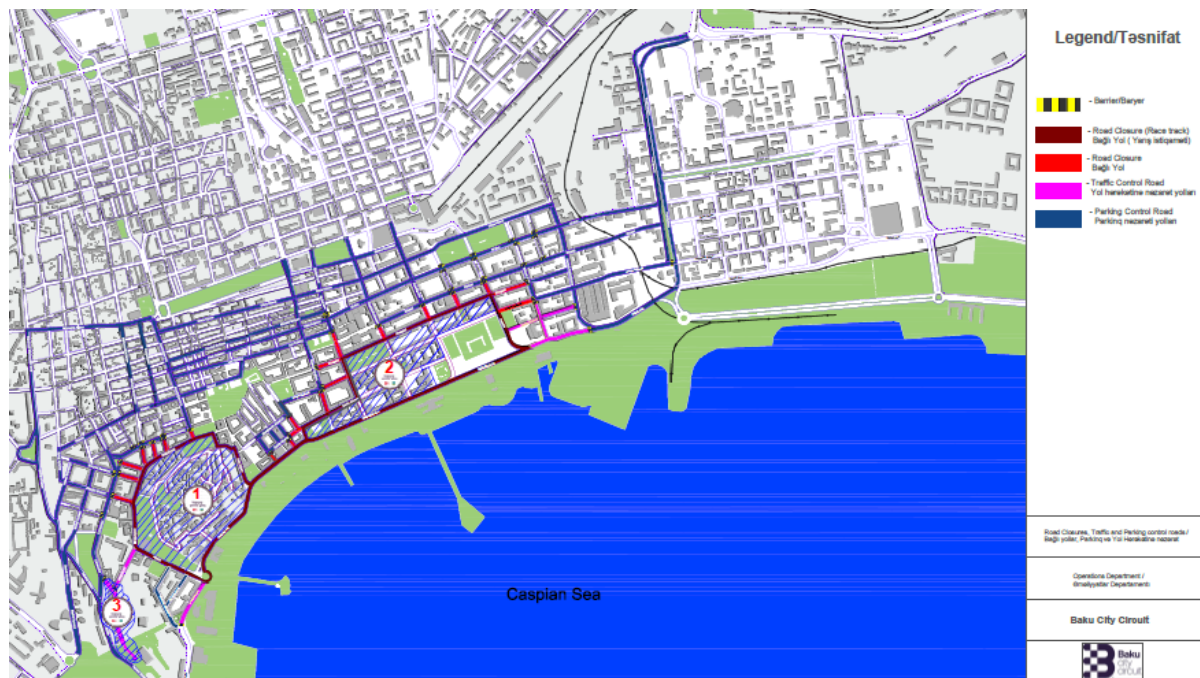 Legend/Təsnifat
- Barrier/Baryer
- Road Closure (Race track)
Bağlı Yol ( Yarış istiqaməti)
- Road Closure
Bağlı Yol
- Traffic Control Road
Yol hərəkətinə nəzarət yolları
- Parking Control Road
Parkinq nəzarəti yolları
2
1
3
Caspian Sea
Road Closures, Traffic and Parking control roads /
Bağlı yollar, Parkinq və Yol Hərəkətinə nəzarət
Operations Department /
Əməliyyatlar Departamenti
Baku City Circuit
Baku
city
circuit